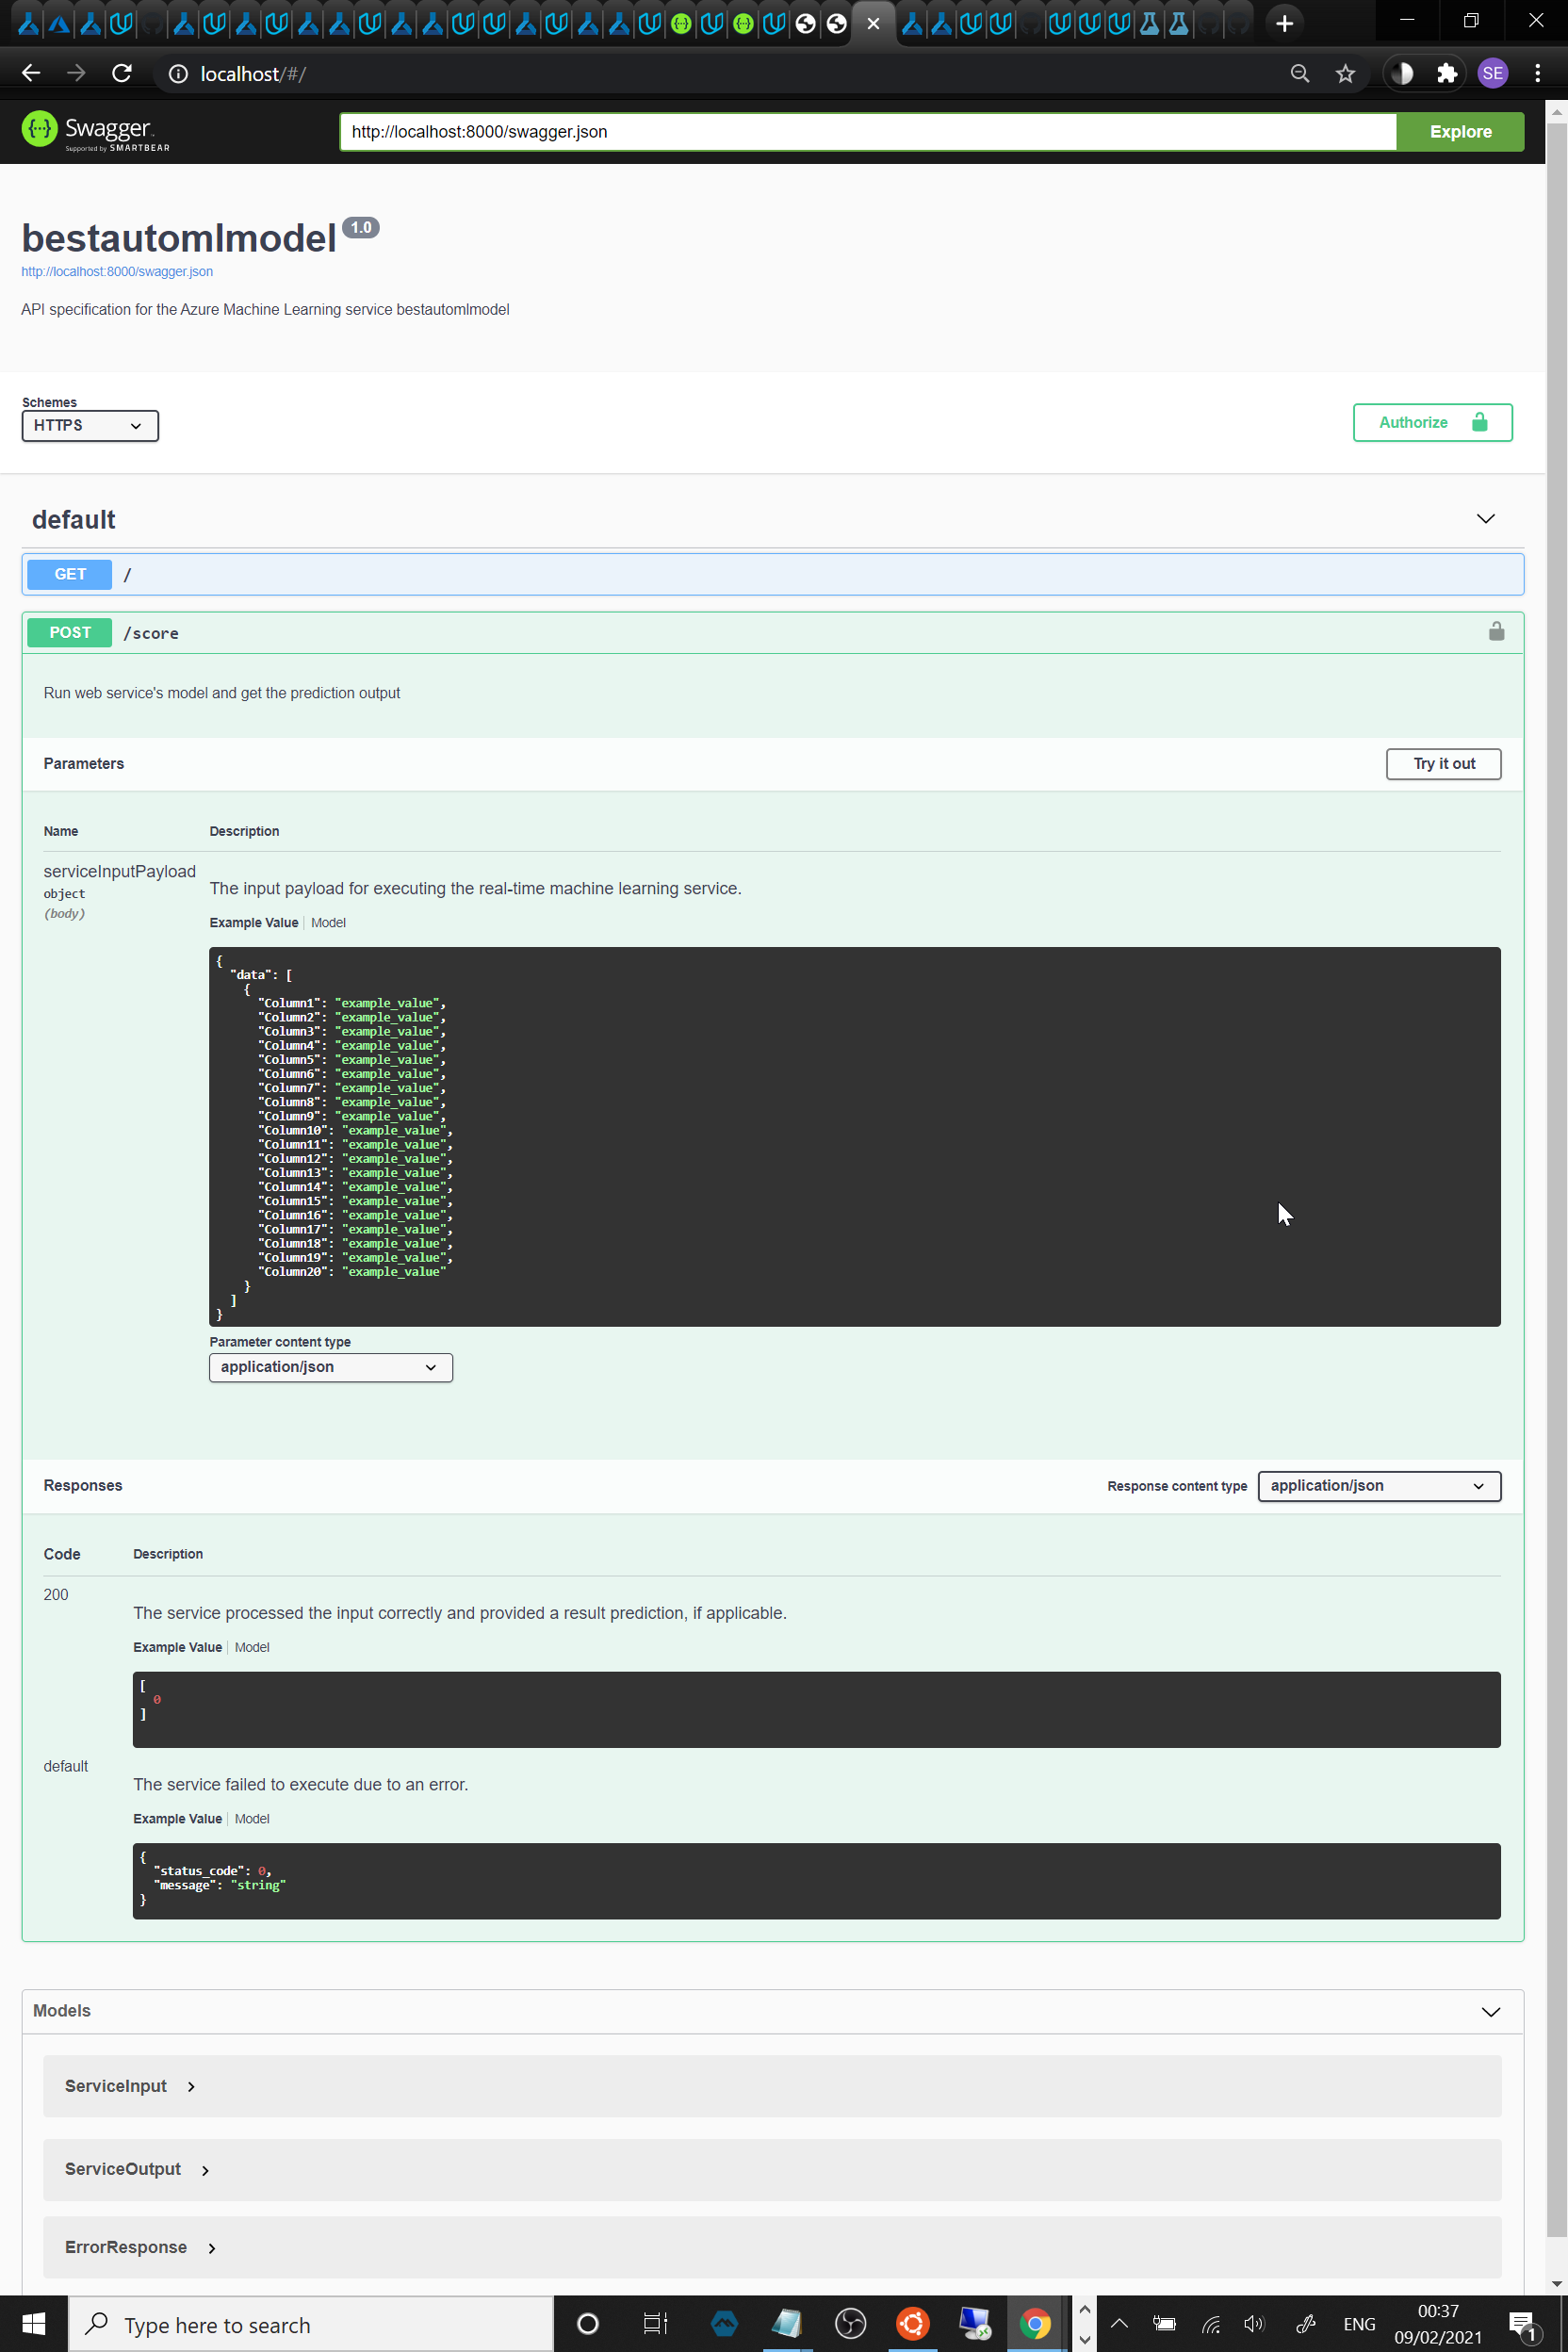 localhost/#/
SE
Swagger
Supported by SMARTBEAR
http://localhost:8000/swagger.json
Explore
bestautomlmodel 1.0
http://localhost:8000/swagger.json
API specification for the Azure Machine Learning service bestautomlmodel
Schemes
HTTPS
Authorize
default
GET /
POST /score
Run web service's model and get the prediction output
Parameters
Try it out
Name Description
serviceInputPayload
object
(body)
The input payload for executing the real-time machine learning service.
Example Value Model
{
"data": [
{
"Column1": "example_value",
"Column2": "example_value",
"Column3": "example_value",
"Column4": "example_value",
"Column5": "example_value",
"Column6": "example_value",
"Column7": "example_value",
"Column8": "example_value",
"Column9": "example_value",
"Column10": "example_value",
"Column11": "example_value",
"Column12": "example_value",
"Column13": "example_value",
"Column14": "example_value",
"Column15": "example_value",
"Column16": "example_value",
"Column17": "example_value",
"Column18": "example_value",
"Column19": "example_value",
"Column20": "example_value"
}
]
}
Parameter content type
application/json
Responses
Response content type application/json
Code Description
200
The service processed the input correctly and provided a result prediction, if applicable.
Example Value Model
[
0
]
default
The service failed to execute due to an error.
Example Value Model
{
"status_code": 0,
"message": "string"
}
Models
ServiceInput
ServiceOutput
ErrorResponse
Type here to search
ENG
00:37
09/02/2021
1